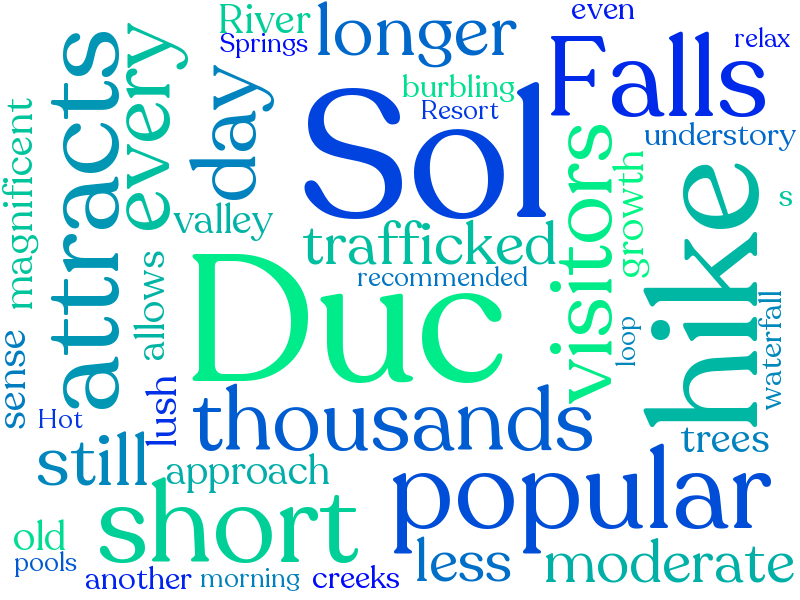 River
Springs
longer
even
relax
Falls
burbling
Resort
understory
attracts
every
day
Sol
magnificent
valley
visitors
growth
hike
s
trafficked
recommended
allows
Duc
loop
waterfall
sense
Hot
lush
thousands
trees
still
approach
popular
short
old
pools
another
morning
creeks
less
moderate